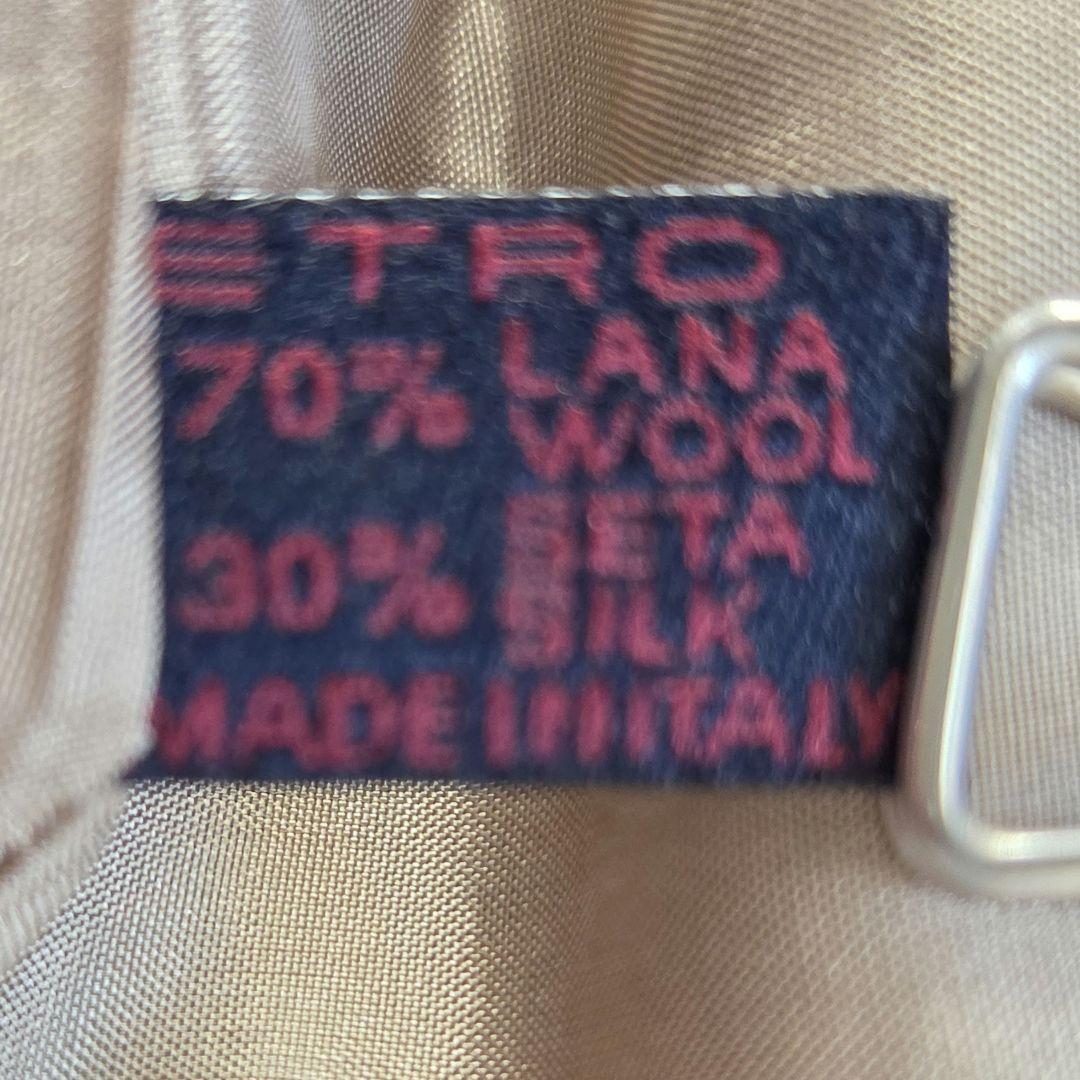 ETRO
70% LANA
WOOL
30% SETA
SILK
MADE IN ITALY